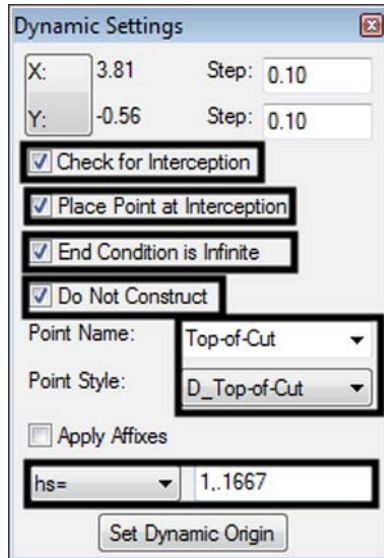 Dynamic Settings
X: 3.81 Step: 0.10
Y: -0.56 Step: 0.10
Check for Interception
Place Point at Interception
End Condition is Infinite
Do Not Construct
Point Name: Top-of-Cut
Point Style: D_Top-of-Cut
Apply Affixes
hs= 1,.1667
Set Dynamic Origin